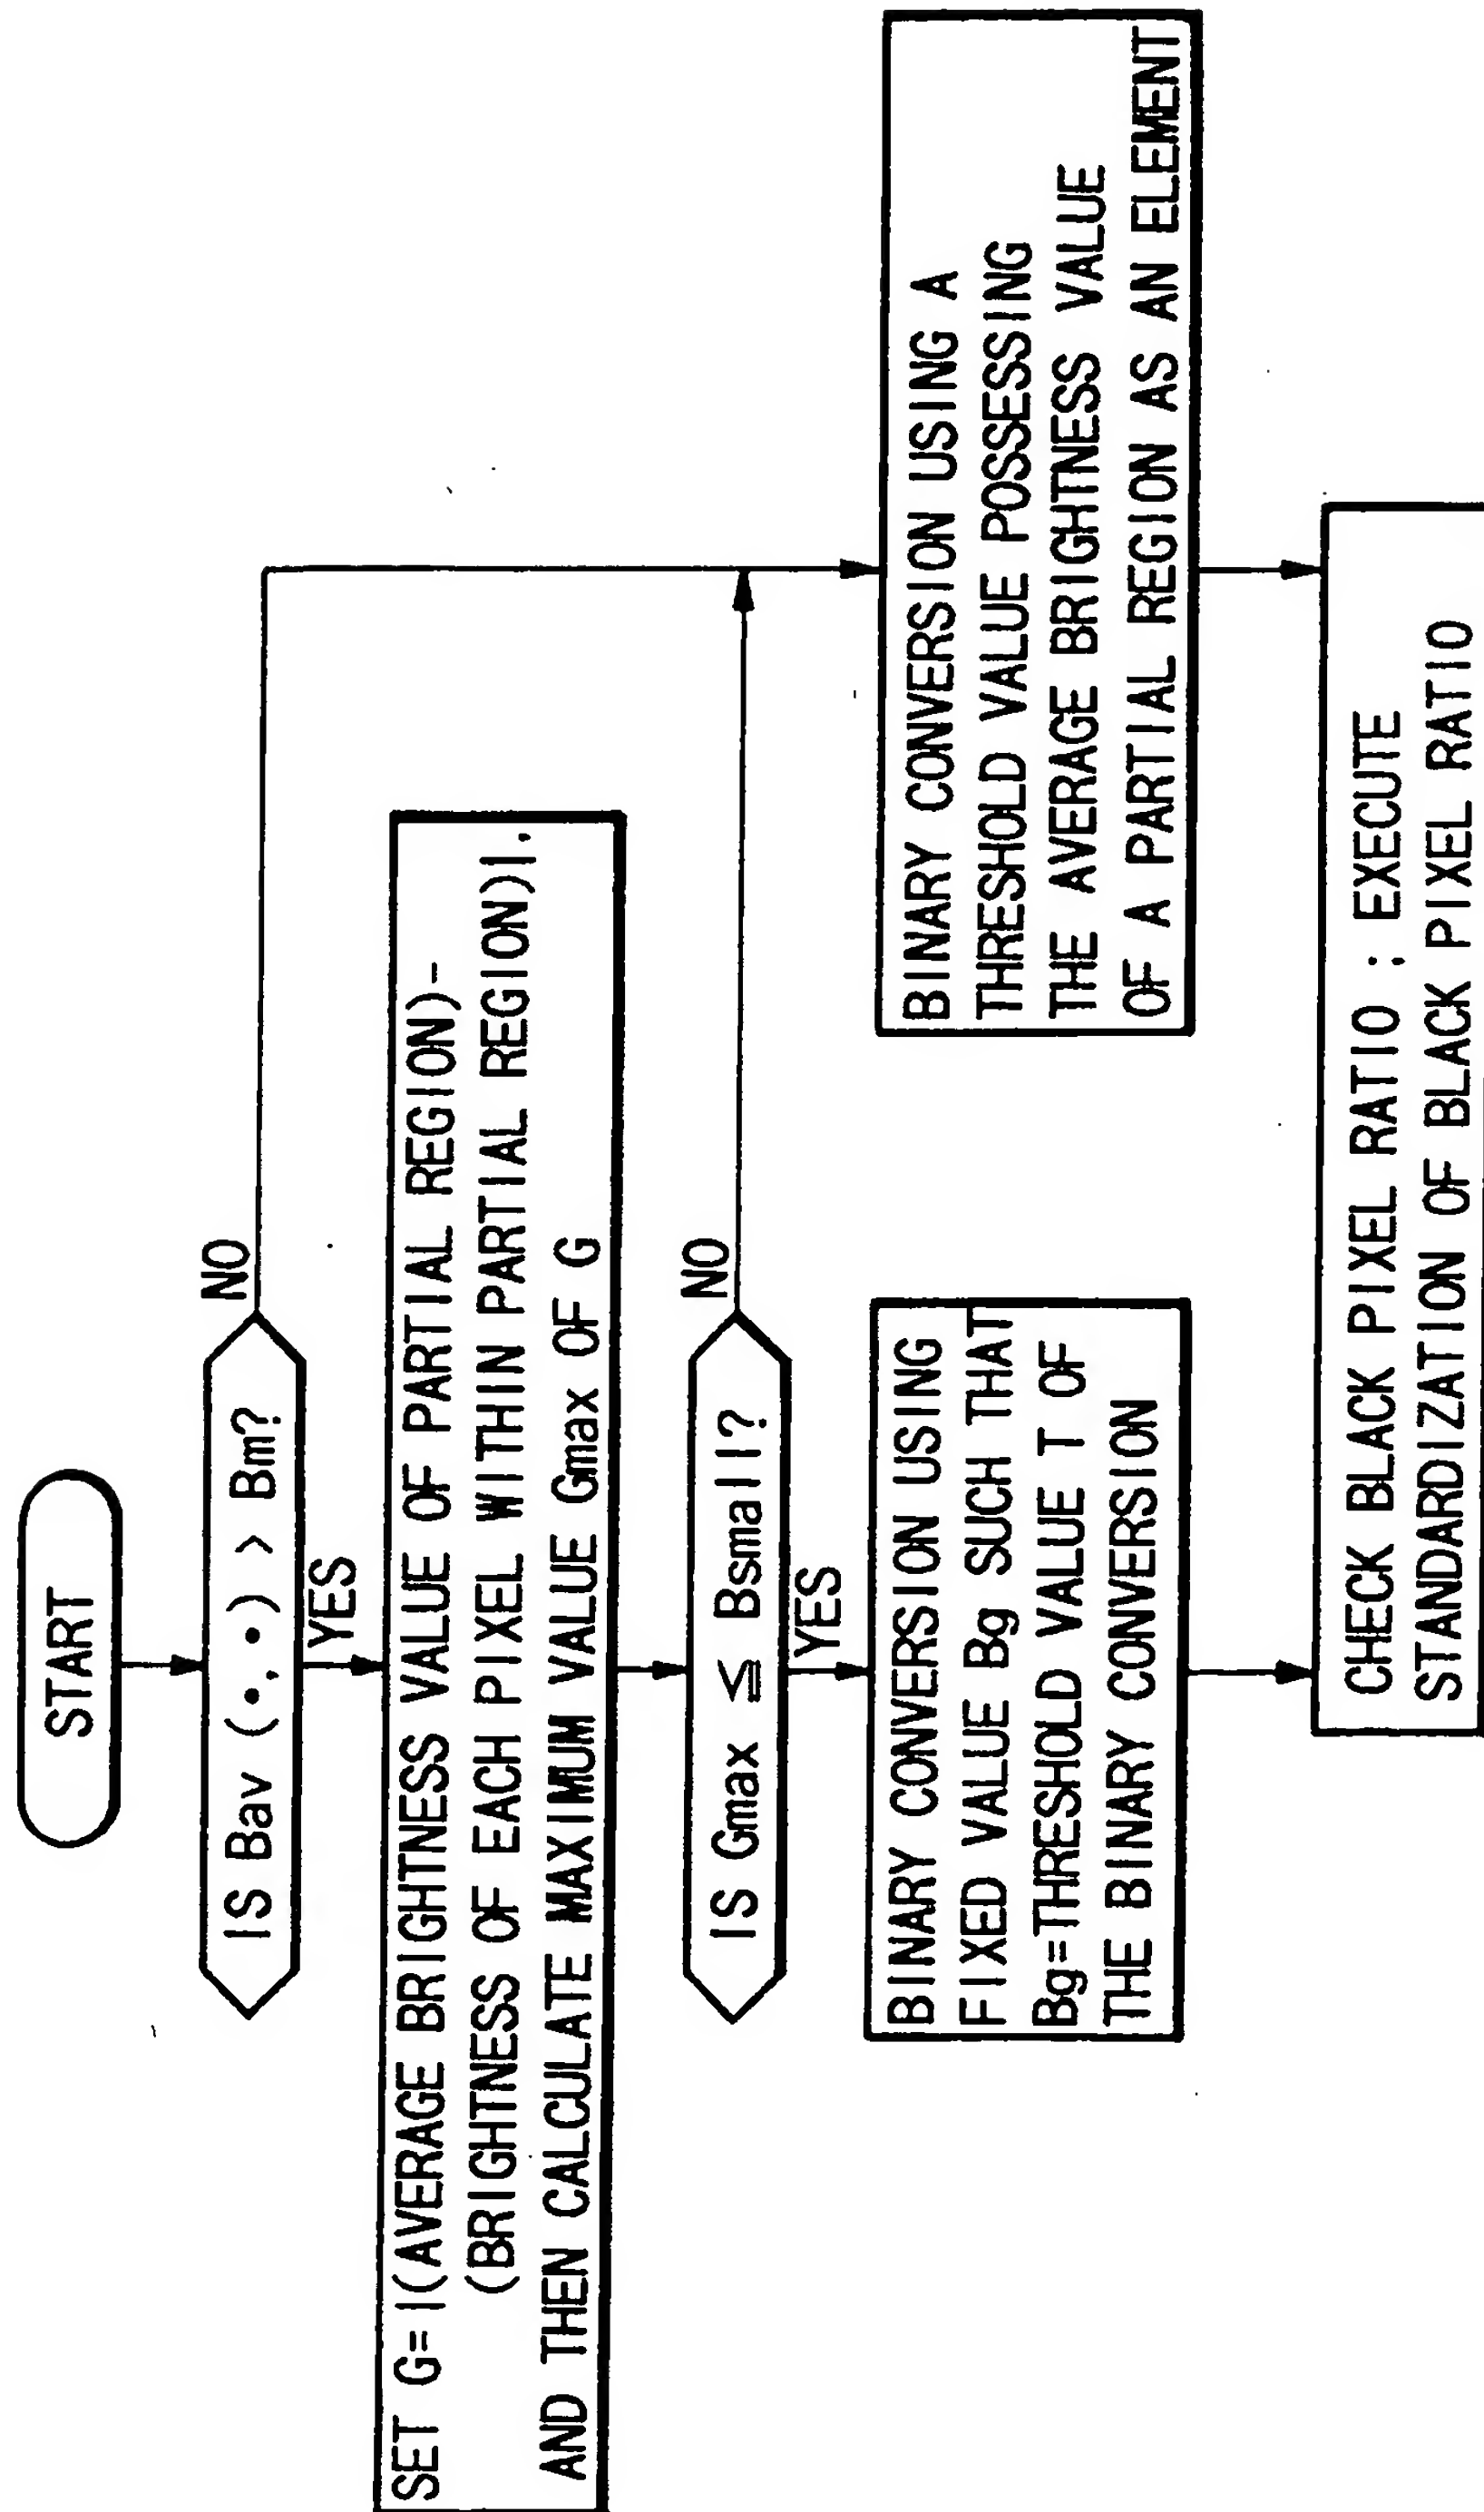 START
IS Bav (•,•) > Bm?
NO
YES
SET G=|(AVERAGE BRIGHTNESS VALUE OF PARTIAL REGION)-
(BRIGHTNESS OF EACH PIXEL WITHIN PARTIAL REGION)|,
AND THEN CALCULATE MAXIMUM VALUE Gmax OF G
IS Gmax ≦ Bsmall?
NO
YES
BINARY CONVERSION USING
FIXED VALUE Bg SUCH THAT
Bg=THRESHOLD VALUE T OF
THE BINARY CONVERSION
BINARY CONVERSION USING A
THRESHOLD VALUE POSSESSING
THE AVERAGE BRIGHTNESS VALUE
OF A PARTIAL REGION AS AN ELEMENT
CHECK BLACK PIXEL RATIO : EXECUTE
STANDARDIZATION OF BLACK PIXEL RATIO